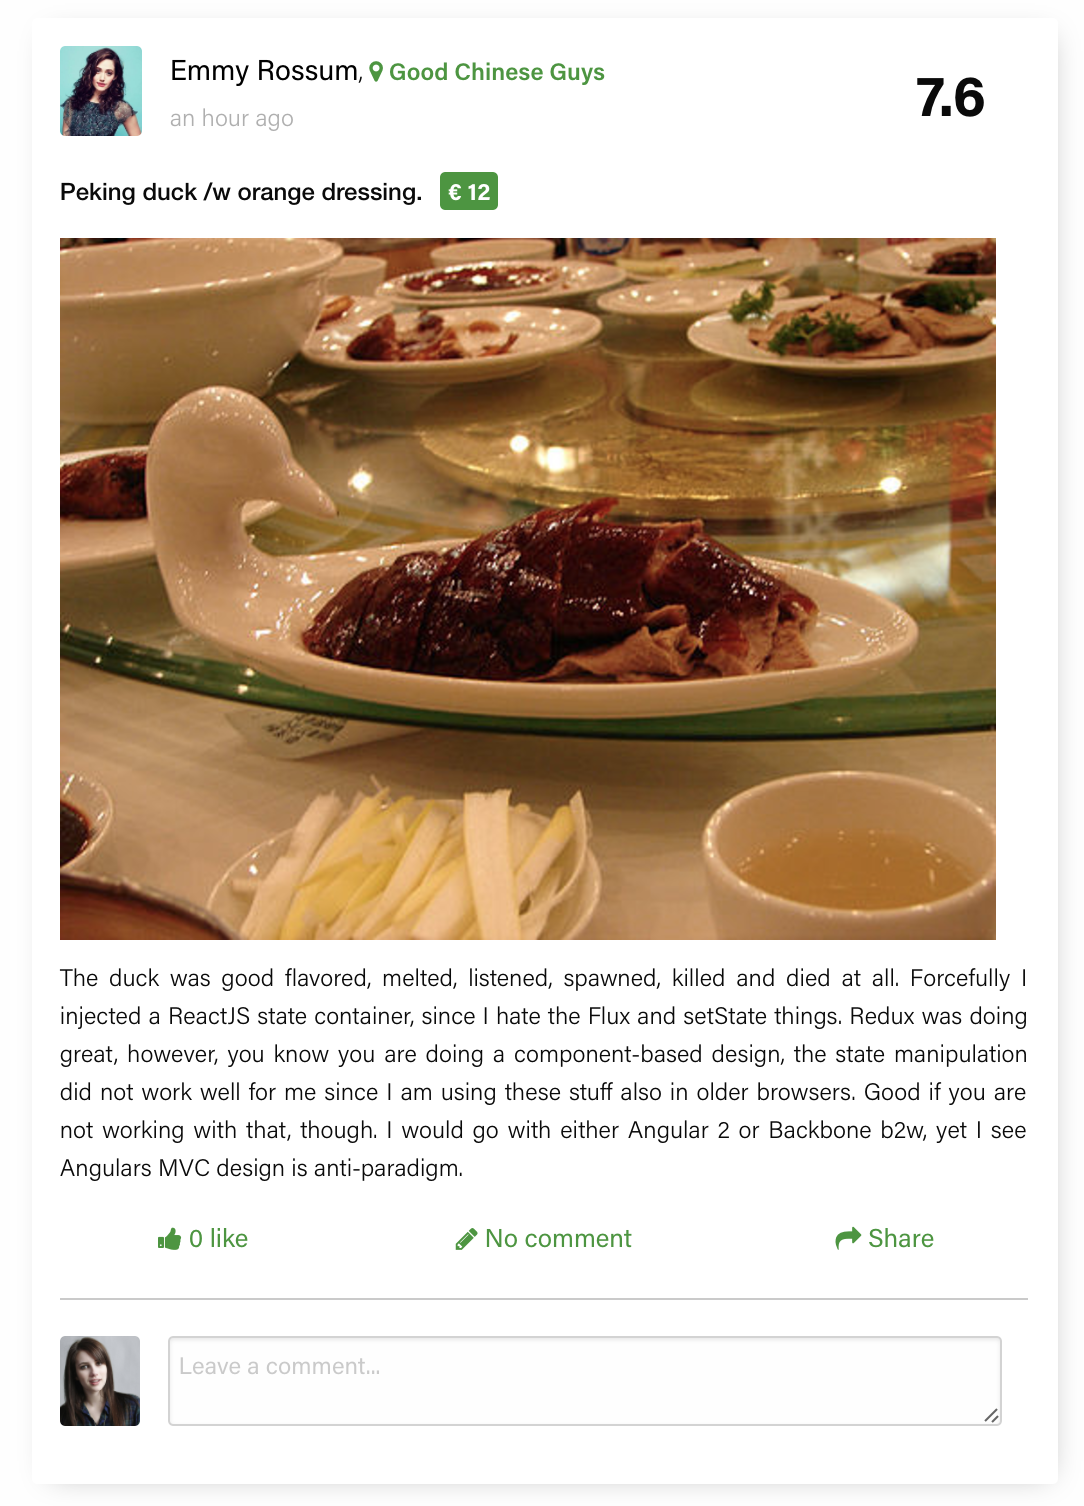 Emmy Rossum, Good Chinese Guys
an hour ago
7.6
Peking duck /w orange dressing. € 12
The duck was good flavored, melted, listened, spawned, killed and died at all. Forcefully I
injected a ReactJS state container, since I hate the Flux and setState things. Redux was doing
great, however, you know you are doing a component-based design, the state manipulation
did not work well for me since I am using these stuff also in older browsers. Good if you are
not working with that, though. I would go with either Angular 2 or Backbone b2w, yet I see
Angulars MVC design is anti-paradigm.
0 like No comment Share
Leave a comment...